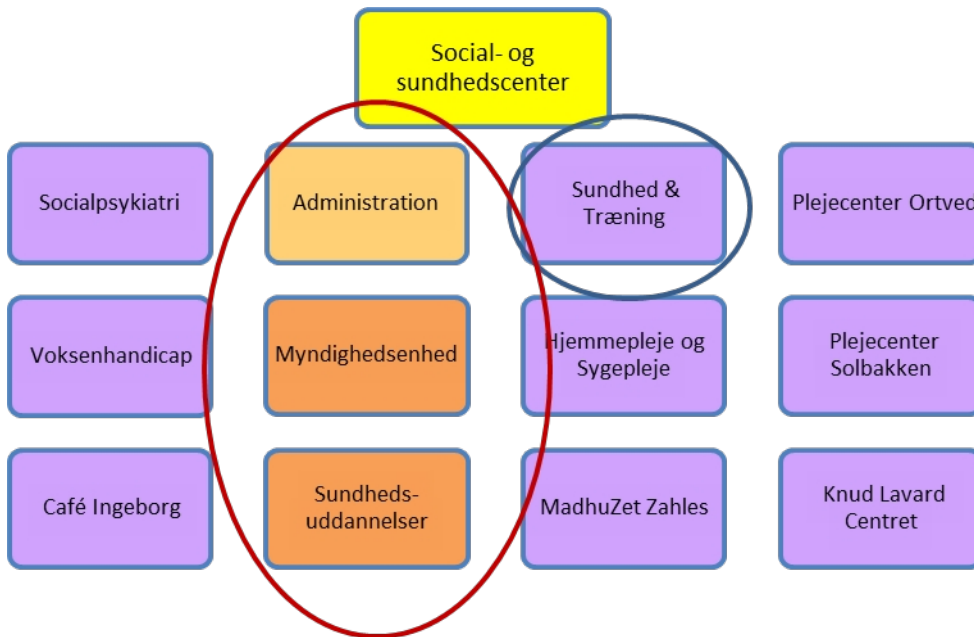 Social- og
sundhedscenter
Socialpsykiatri
Administration
Sundhed &
Træning
Plejecenter Ortved
Voksenhandicap
Myndighedsenhed
Hjemmepleje og
Sygepleje
Plejecenter
Solbakken
Café Ingeborg
Sundheds-
uddannelser
MadhuZet Zahles
Knud Lavard
Centret